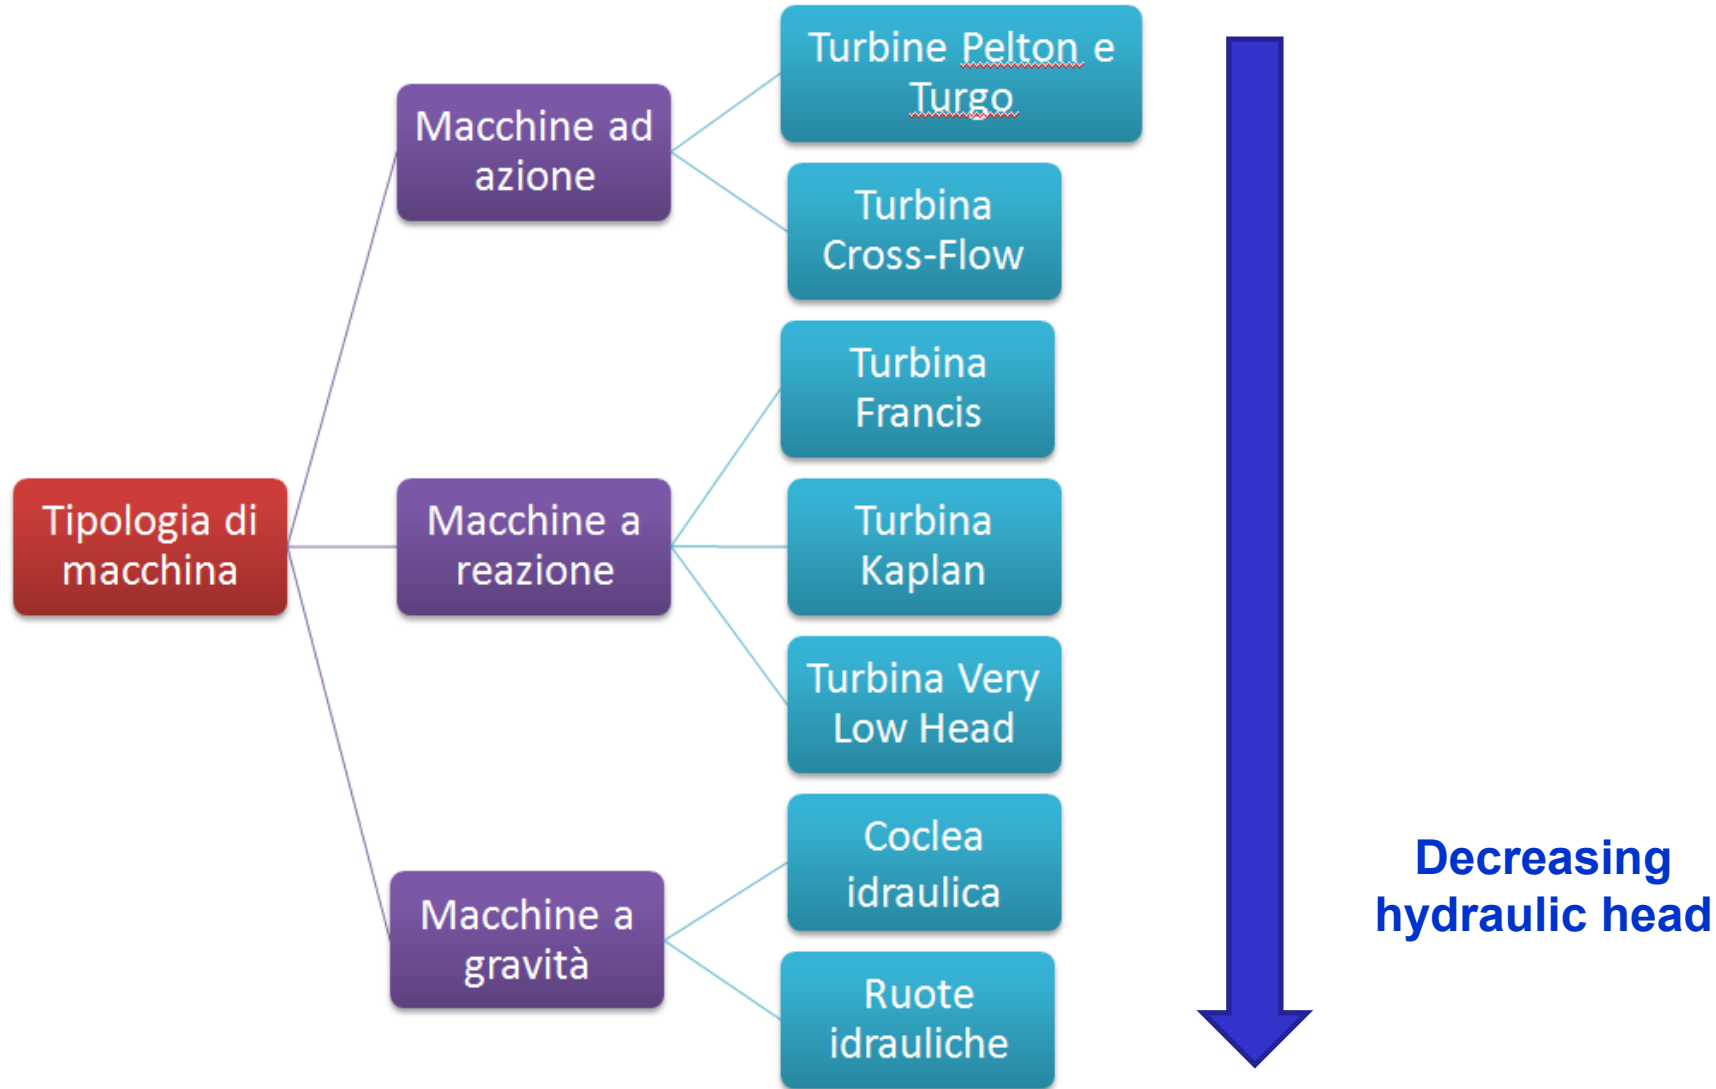 Tipologia di
macchina
Macchine ad
azione
Turbine Pelton e
Turgo
Turbina
Cross-Flow
Macchine a
reazione
Turbina
Francis
Turbina
Kaplan
Turbina Very
Low Head
Macchine a
gravità
Coclea
idraulica
Ruote
idrauliche
Decreasing
hydraulic head